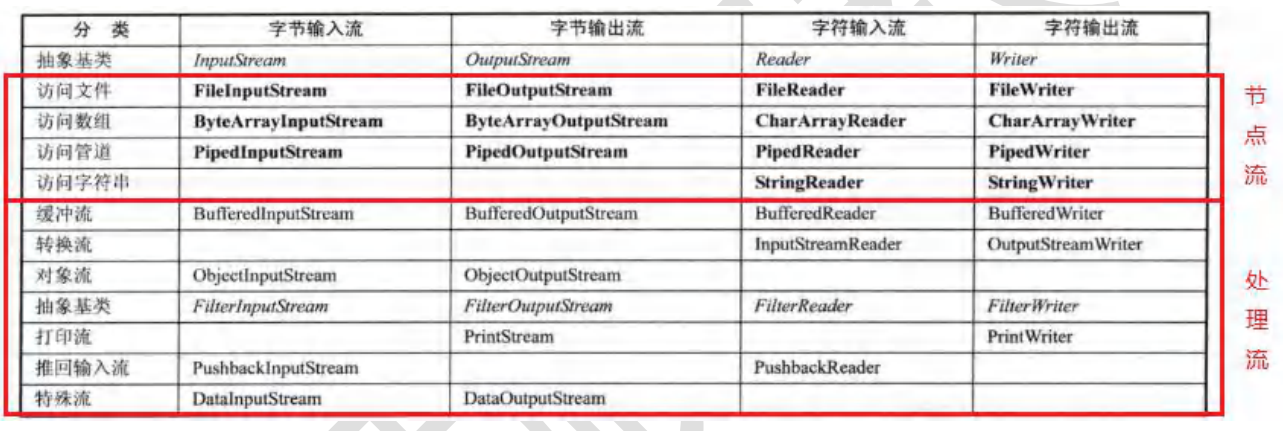 分 类 字节输入流 字节输出流 字符输入流 字符输出流
抽象基类 InputStream OutputStream Reader Writer
访问文件 FileInputStream FileOutputStream FileReader FileWriter
访问数组 ByteArrayInputStream ByteArrayOutputStream CharArrayReader CharArrayWriter
访问管道 PipedInputStream PipedOutputStream PipedReader PipedWriter
访问字符串 StringReader StringWriter
缓冲流 BufferedInputStream BufferedOutputStream BufferedReader BufferedWriter
转换流 InputStreamReader OutputStreamWriter
对象流 ObjectInputStream ObjectOutputStream
抽象基类 FilterInputStream FilterOutputStream FilterReader FilterWriter
打印流 PrintStream PrintWriter
推回输入流 PushbackInputStream PushbackReader
特殊流 DataInputStream DataOutputStream
节
点
流
处
理
流